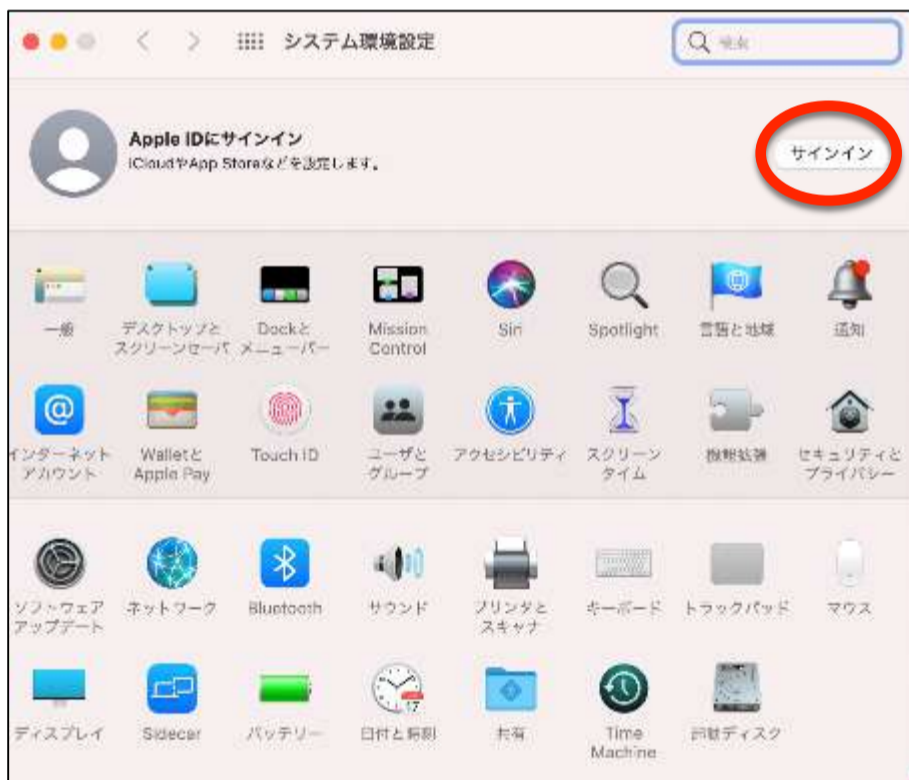 システム環境設定
検索
Apple IDにサインイン
iCloudやApp Storeなどを設定します。
サインイン
一般
デスクトップと
スクリーンセーバ
Dockと
メニューバー
Mission
Control
Siri
Spotlight
言語と地域
通知
インターネット
アカウント
Walletと
Apple Pay
Touch ID
ユーザと
グループ
アクセシビリティ
スクリーン
タイム
機能拡張
セキュリティと
プライバシー
ソフトウェア
アップデート
ネットワーク
Bluetooth
サウンド
プリンタと
スキャナ
キーボード
トラックパッド
マウス
ディスプレイ
Sidecar
バッテリー
17
日付と時刻
共有
Time
Machine
起動ディスク